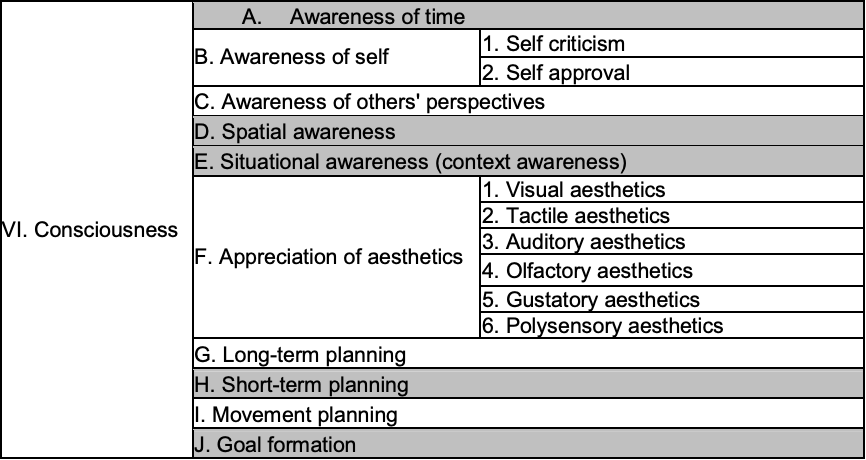 A. Awareness of time
B. Awareness of self
1. Self criticism
2. Self approval
C. Awareness of others' perspectives
D. Spatial awareness
E. Situational awareness (context awareness)
VI. Consciousness
F. Appreciation of aesthetics
1. Visual aesthetics
2. Tactile aesthetics
3. Auditory aesthetics
4. Olfactory aesthetics
5. Gustatory aesthetics
6. Polysensory aesthetics
G. Long-term planning
H. Short-term planning
I. Movement planning
J. Goal formation